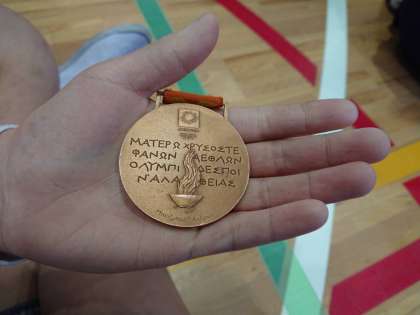 ΜΑΤΕΡ Ω ΧΡΥΣΟΣΤΕ
ΦΑΝΩΝ ΑΕΘΛΩΝ
ΟΛΥΜΠΙ ΔΕΣΠΟΙ
Ν'ΑΛΑ ΘΕΙΑΣ